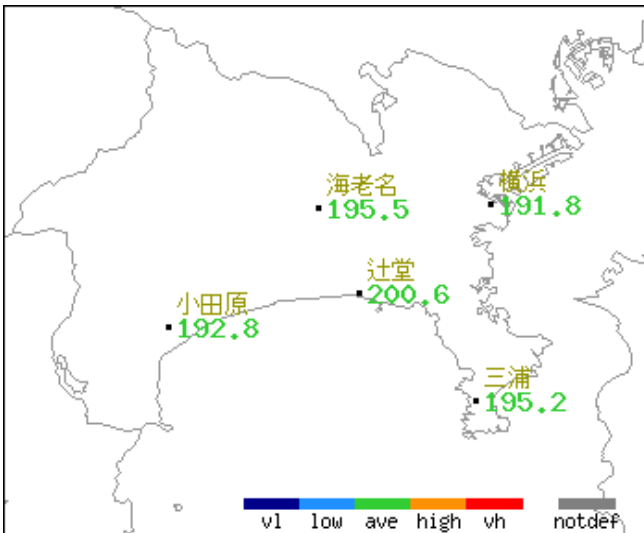 海老名
195.5
横浜
191.8
辻堂
200.6
小田原
192.8
三浦
195.2
vl low ave high vh notdef